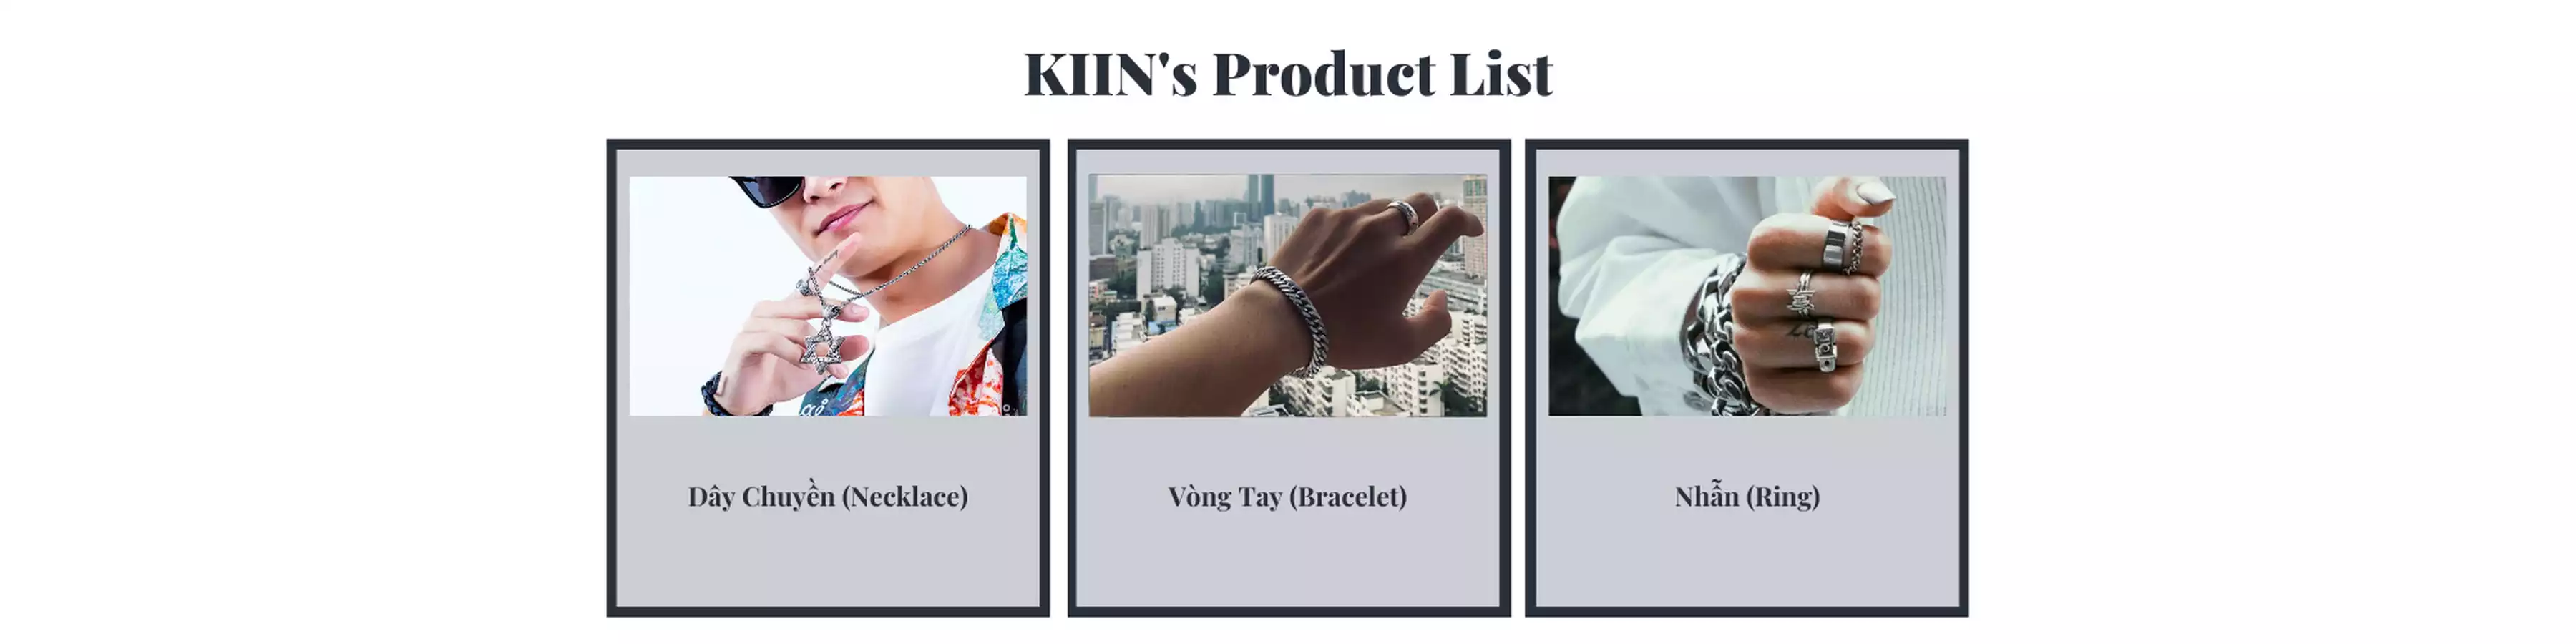 KIIN's Product List
Dây Chuyền (Necklace)
Vòng Tay (Bracelet)
Nhẫn (Ring)